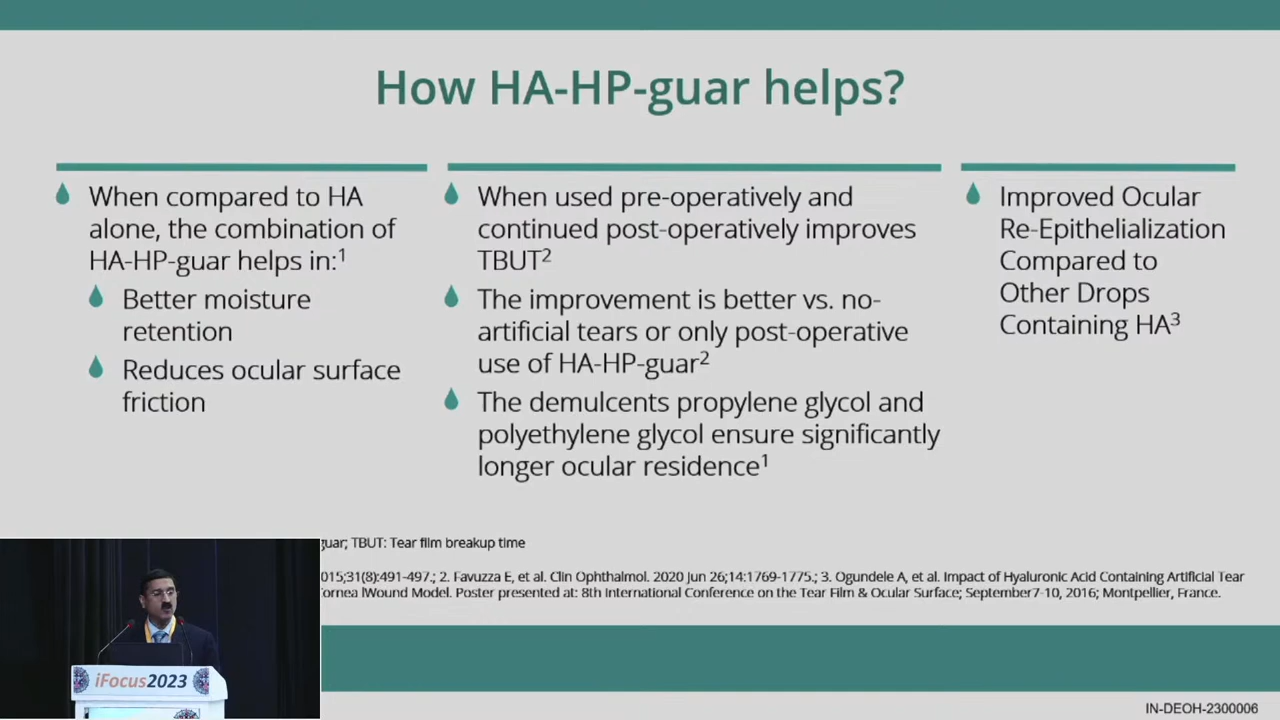 How HA-HP-guar helps?
When compared to HA
alone, the combination of
HA-HP-guar helps in:1
Better moisture
retention
Reduces ocular surface
friction
When used pre-operatively and
continued post-operatively improves
TBUT2
The improvement is better vs. no-
artificial tears or only post-operative
use of HA-HP-guar2
The demulcents propylene glycol and
polyethylene glycol ensure significantly
longer ocular residence1
Improved Ocular
Re-Epithelialization
Compared to
Other Drops
Containing HA3
guar; TBUT: Tear film breakup time
015;31(8):491-497.; 2. Favuzza E, et al. Clin Ophthalmol. 2020 Jun 26;14:1769-1775.; 3. Ogundele A, et al. Impact of Hyaluronic Acid Containing Artificial Tear
Wound Model. Poster presented at: 8th International Conference on the Tear Film & Ocular Surface; September7-10, 2016; Montpellier, France.
iFocus2023
IN-DEOH-2300006